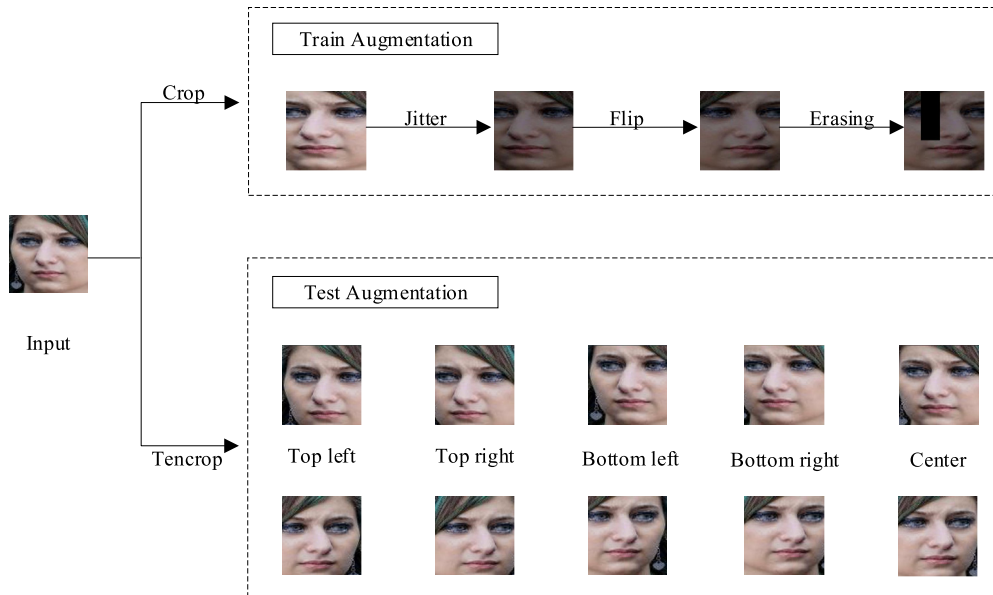 Train Augmentation
Crop
Jitter
Flip
Erasing
Input
Test Augmentation
Tencrop
Top left
Top right
Bottom left
Bottom right
Center